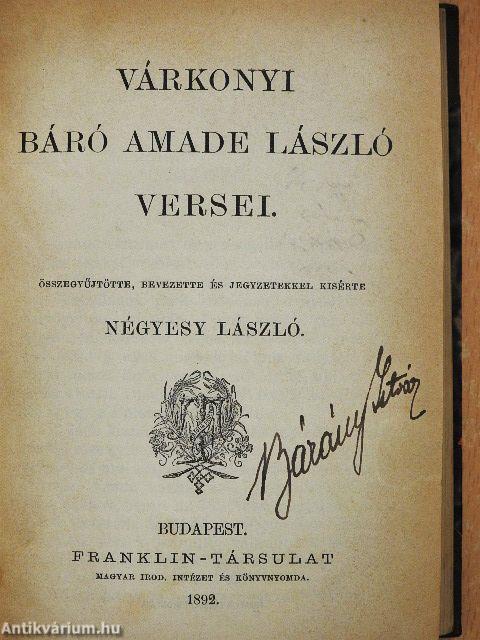 VÁRKONYI
BÁRÓ AMADE LÁSZLÓ
VERSEI.
ÖSSZEGYŰJTÖTTE, BEVEZETTE ÉS JEGYZETEKKEL KISÉRTE
NÉGYESY LÁSZLÓ.
Bárány István
BUDAPEST.
FRANKLIN-TÁRSULAT
MAGYAR IROD. INTÉZET ÉS KÖNYVNYOMDA.
1892.
Antikvárium.hu